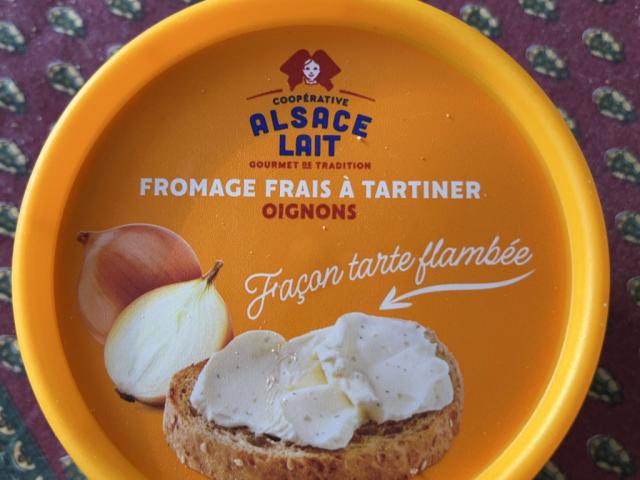 COOPÉRATIVE
ALSACE
LAIT
GOURMET DE TRADITION
FROMAGE FRAIS À TARTINER
OIGNONS
Façon tarte flambée